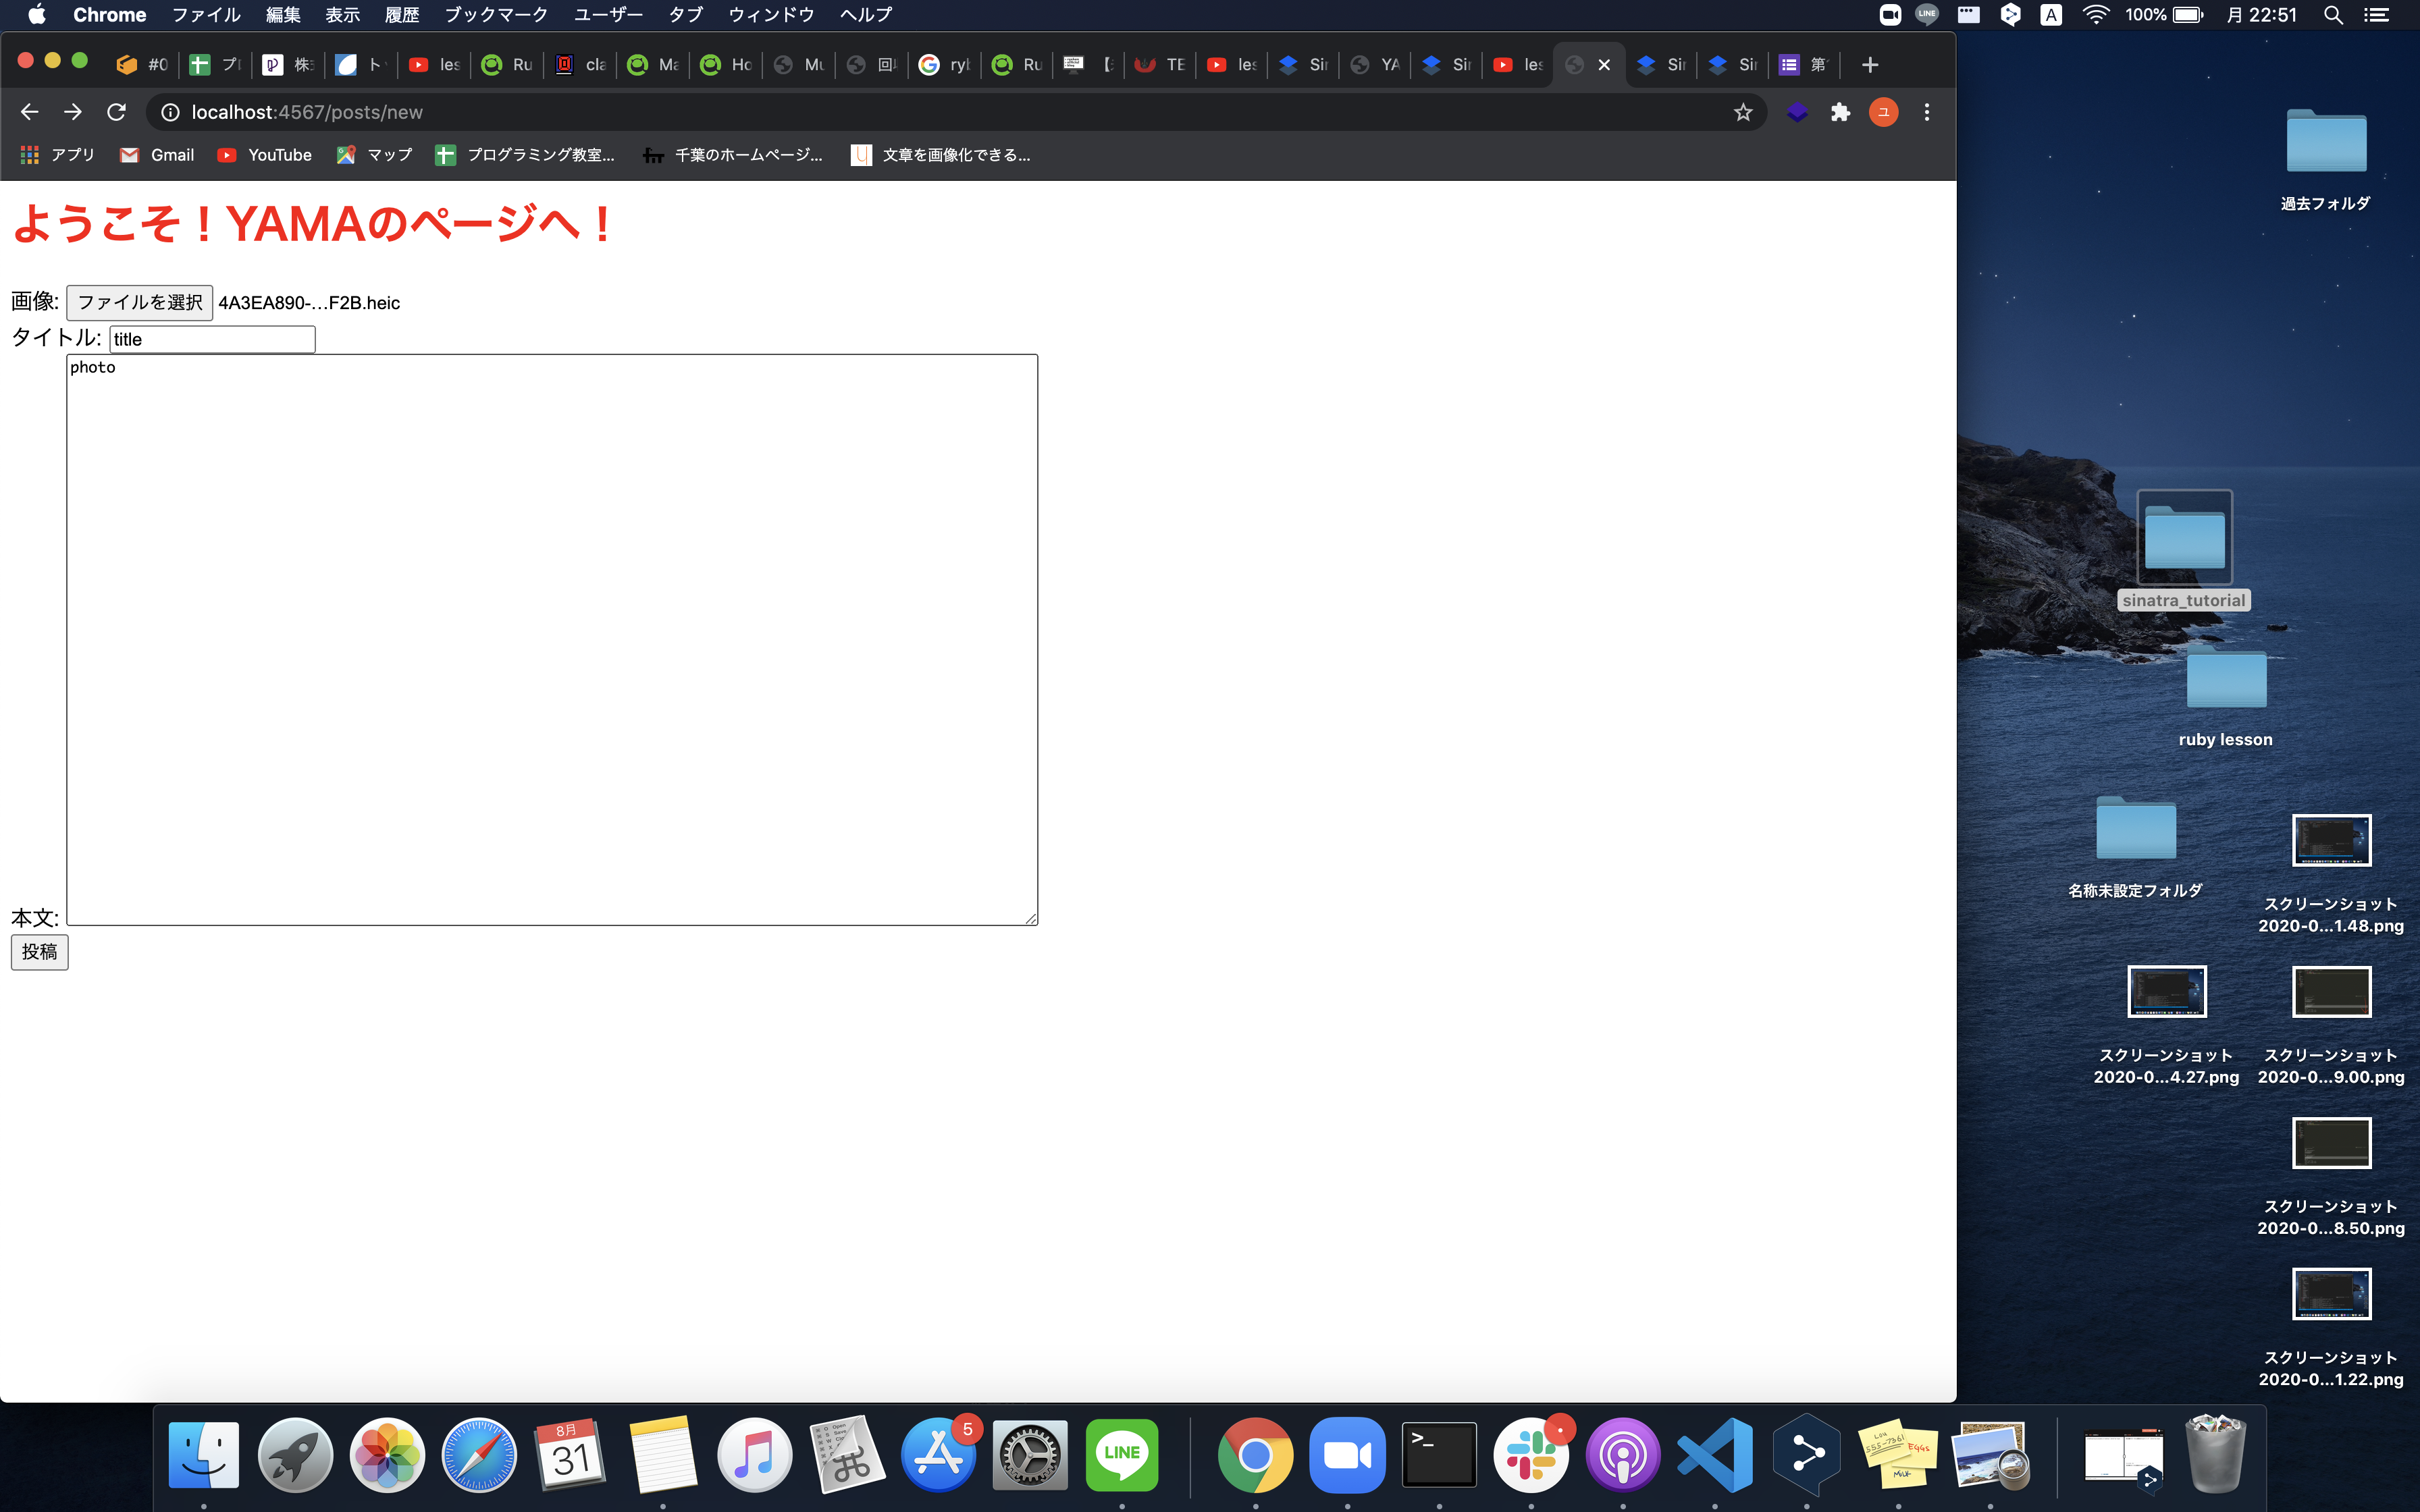 Chrome ファイル 編集 表示 履歴 ブックマーク ユーザー タブ ウィンドウ ヘルプ LINE A 100% 月 22:51
#0 プロ 株式 ト les Ru cla Ma Ho Mu 回 G ryb Ru TE les Sin YA Sin les Sin Sin 第
localhost:4567/posts/new ユ
アプリ Gmail YouTube マップ プログラミング教室... 千葉のホームページ... 文章を画像化できる...
ようこそ！YAMAのページへ！
画像: ファイルを選択 4A3EA890-…F2B.heic
タイトル: title
photo
本文:
投稿
過去フォルダ
sinatra_tutorial
ruby lesson
名称未設定フォルダ
スクリーンショット
2020-0...1.48.png
スクリーンショット
2020-0...4.27.png
スクリーンショット
2020-0...9.00.png
スクリーンショット
2020-0...8.50.png
スクリーンショット
2020-0...1.22.png
8月
31
5
LINE